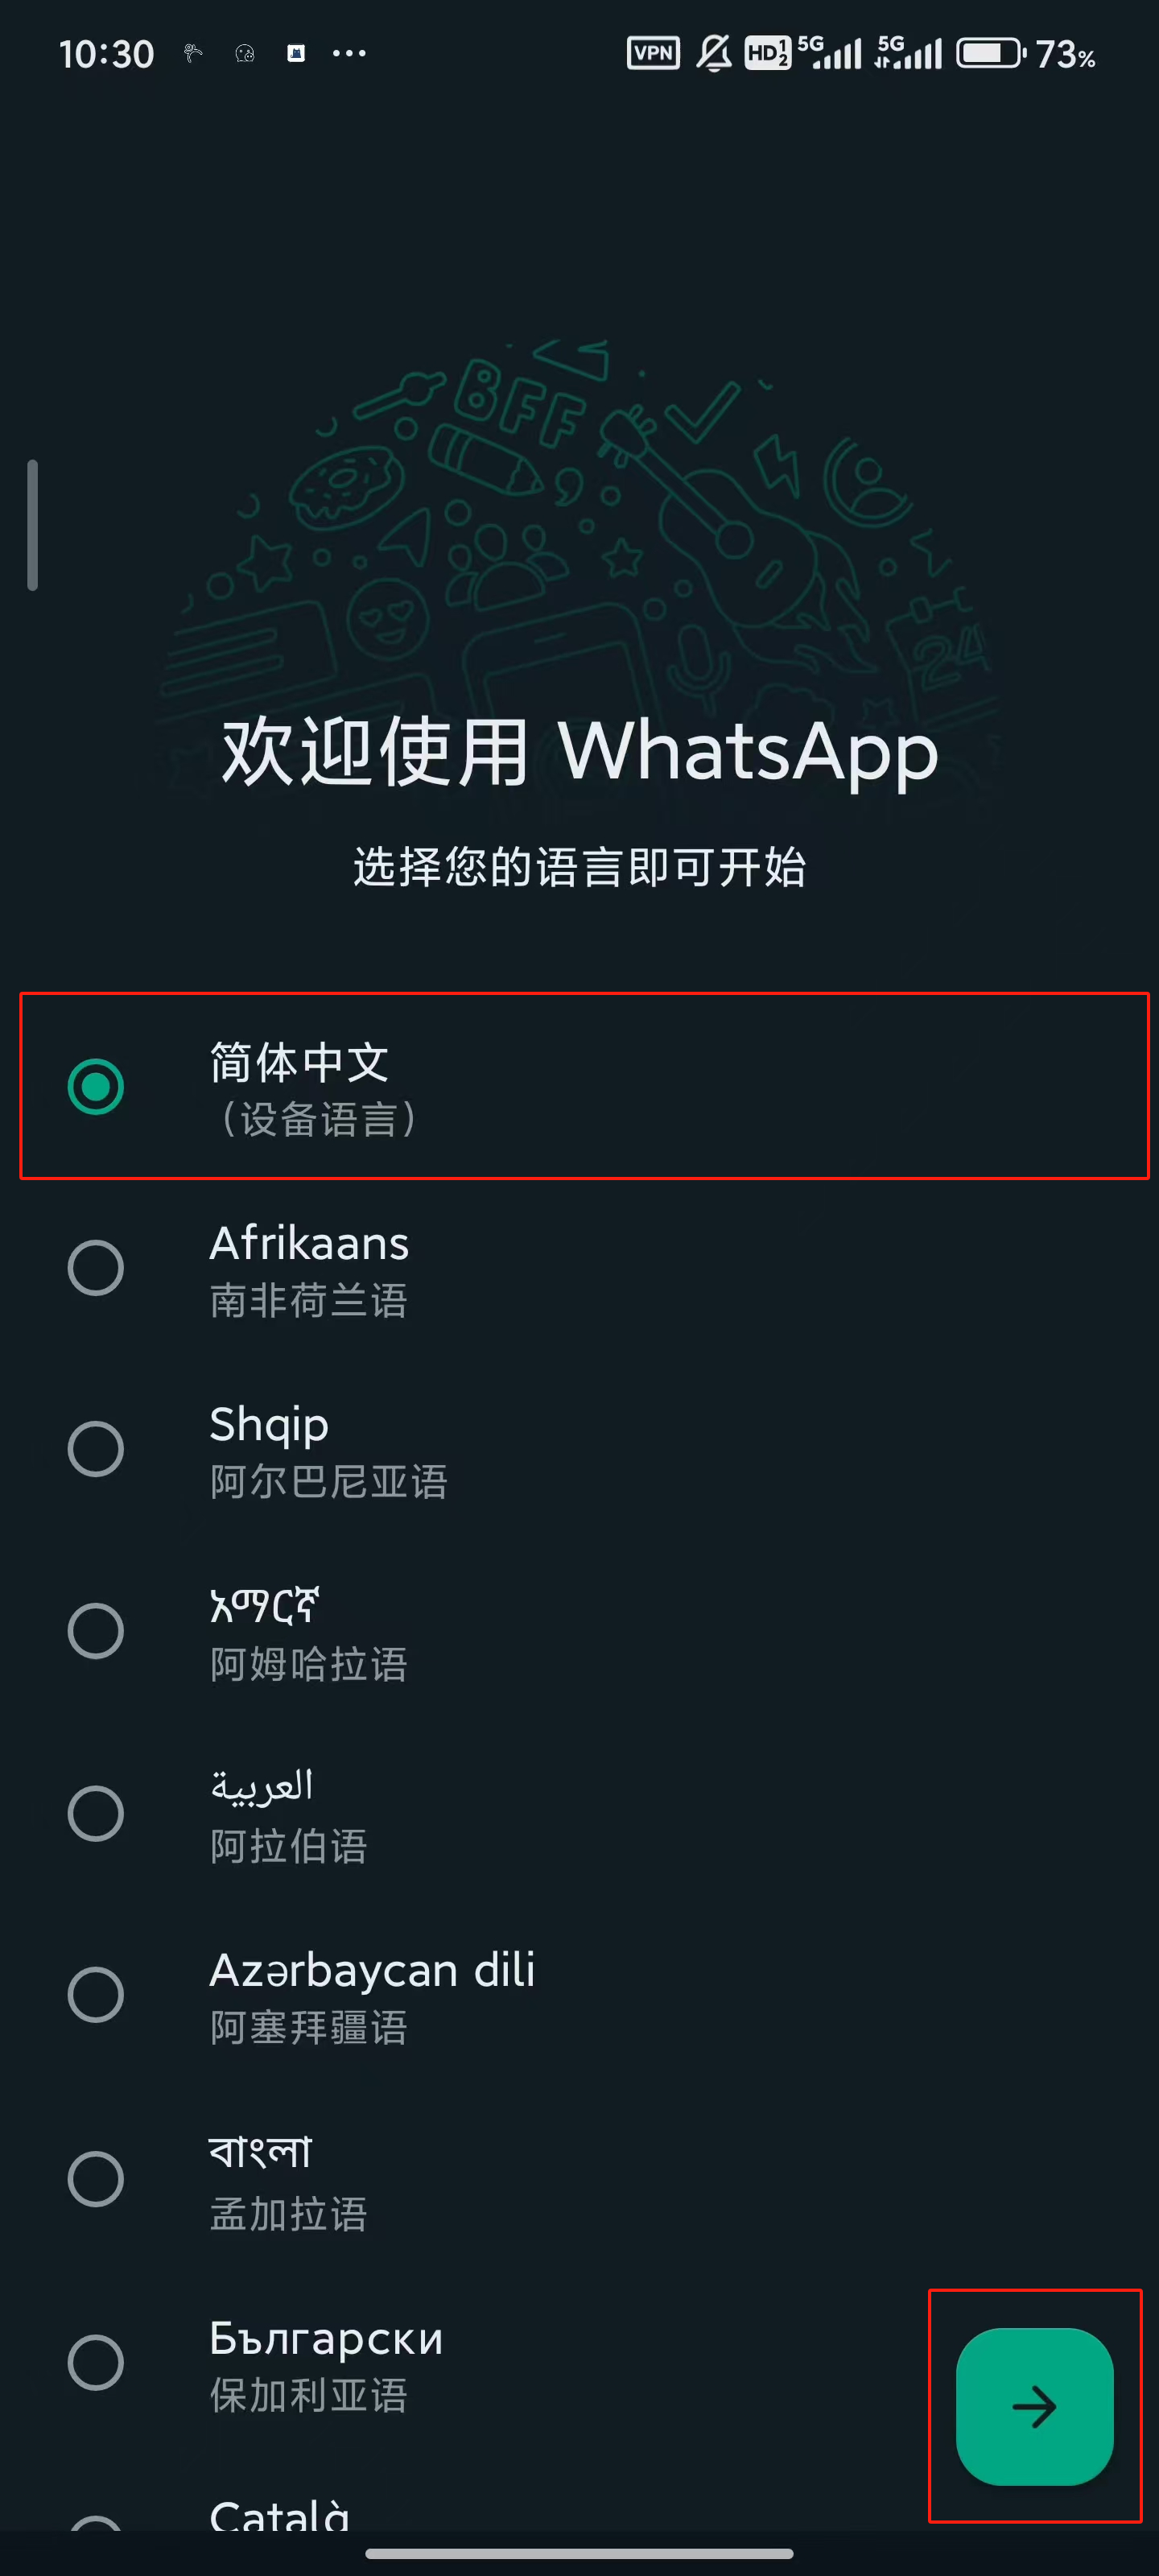 10:30
VPN HD 1 2 5G 5G 73%
BFF
24
欢迎使用 WhatsApp
选择您的语言即可开始
简体中文
（设备语言）
Afrikaans
南非荷兰语
Shqip
阿尔巴尼亚语
አማርኛ
阿姆哈拉语
العربية
阿拉伯语
Azərbaycan dili
阿塞拜疆语
বাংলা
孟加拉语
Български
保加利亚语
Català